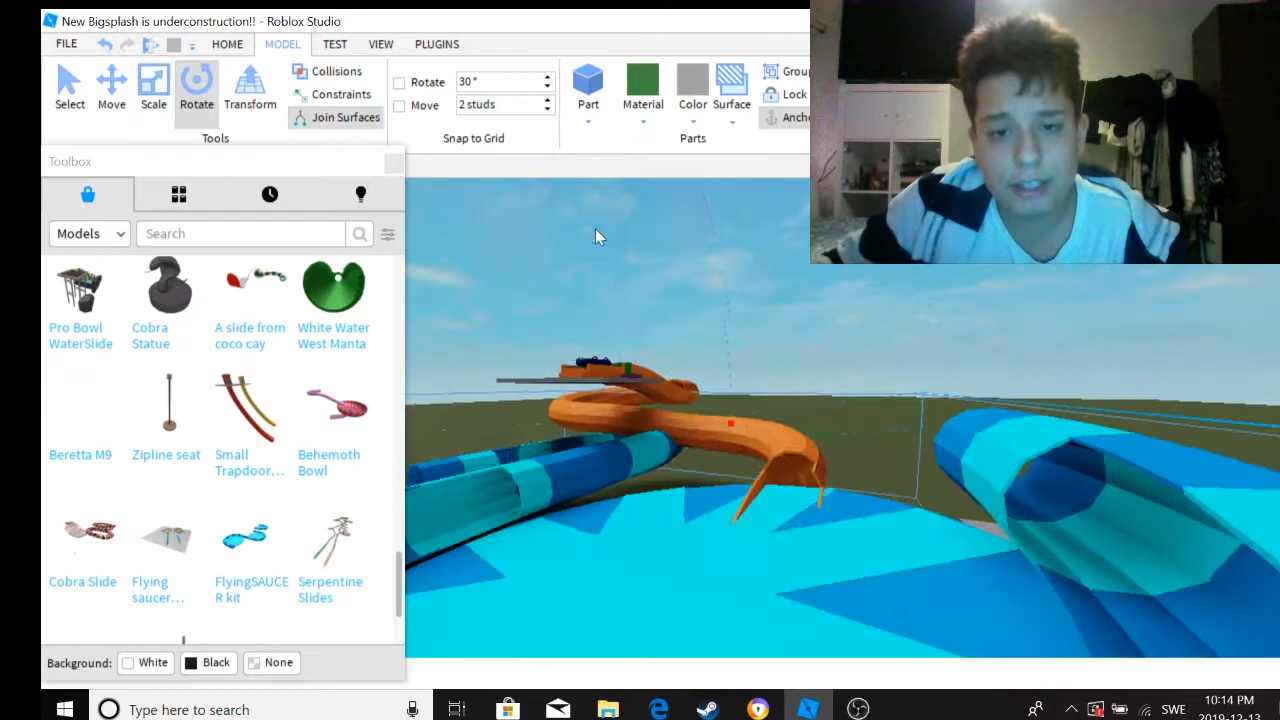 New Bigsplash is underconstruction!! - Roblox Studio
FILE HOME MODEL TEST VIEW PLUGINS
Select Move Scale Rotate Transform
Collisions
Constraints
Join Surfaces
Tools
Rotate 30°
Move 2 studs
Snap to Grid
Part Material Color Surface
Parts
Grou
Lock
Ancho
Toolbox
Models Search
Pro Bowl WaterSlide
Cobra Statue
A slide from coco cay
White Water West Manta
Beretta M9
Zipline seat
Small Trapdoor...
Behemoth Bowl
Cobra Slide
Flying saucer...
FlyingSAUCE R kit
Serpentine Slides
Background: White Black None
Type here to search
SWE
10:14 PM
2019-12-13